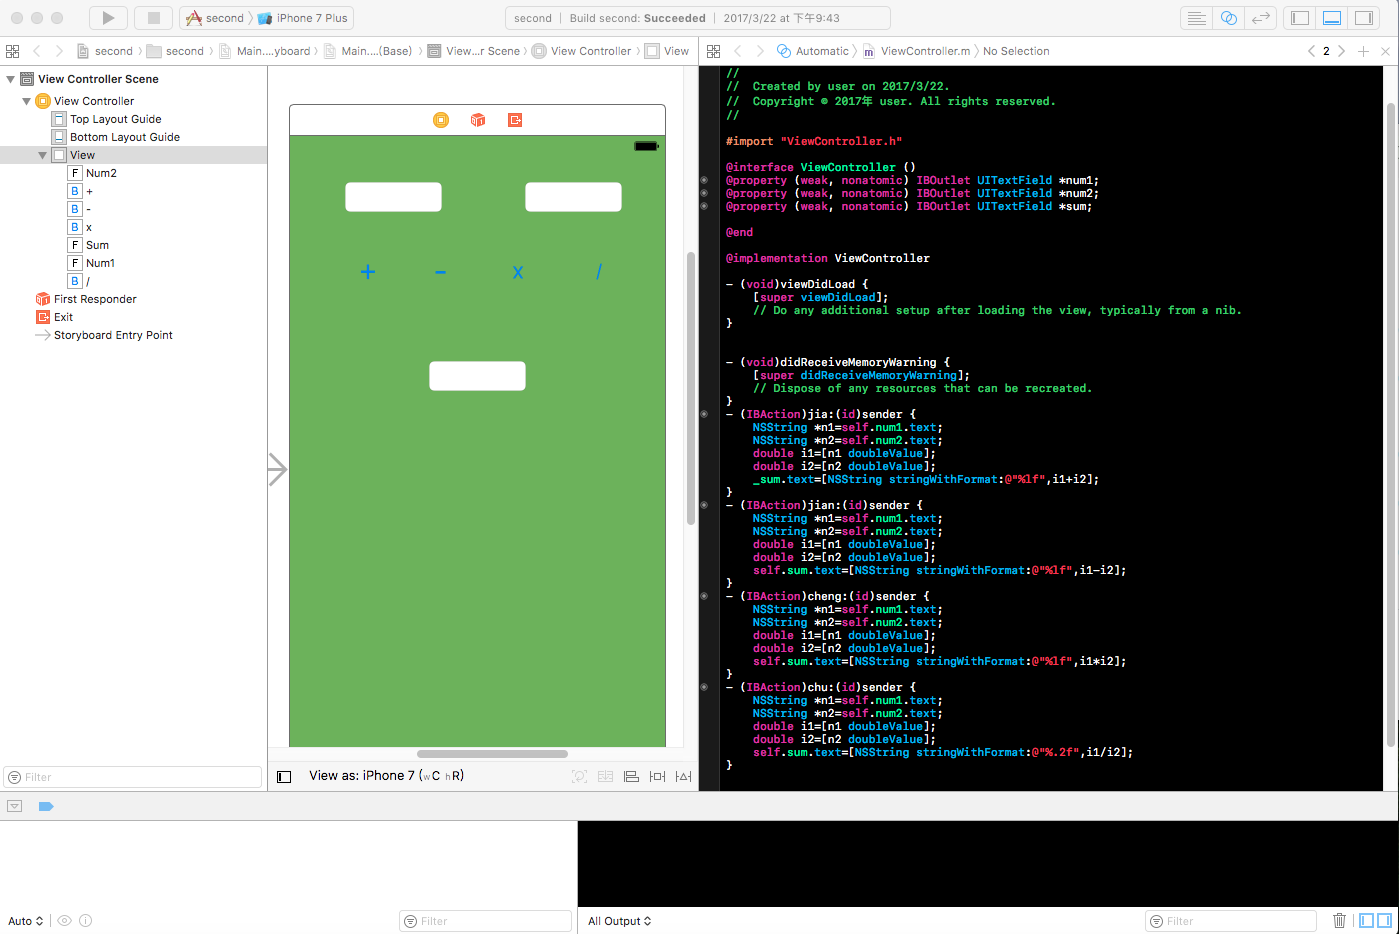 second
iPhone 7 Plus
second | Build second: Succeeded | 2017/3/22 at 下午9:43
second
second
Main....yboard
Main....(Base)
View...r Scene
View Controller
View
Automatic
ViewController.m
No Selection
2
View Controller Scene
View Controller
Top Layout Guide
Bottom Layout Guide
View
F Num2
B +
B -
B x
F Sum
F Num1
B /
First Responder
Exit
Storyboard Entry Point
Filter
+ - x /
View as: iPhone 7 (wC hR)
//
//  Created by user on 2017/3/22.
//  Copyright © 2017年 user. All rights reserved.
//
#import "ViewController.h"
@interface ViewController ()
@property (weak, nonatomic) IBOutlet UITextField *num1;
@property (weak, nonatomic) IBOutlet UITextField *num2;
@property (weak, nonatomic) IBOutlet UITextField *sum;
@end
@implementation ViewController
- (void)viewDidLoad {
    [super viewDidLoad];
    // Do any additional setup after loading the view, typically from a nib.
}
- (void)didReceiveMemoryWarning {
    [super didReceiveMemoryWarning];
    // Dispose of any resources that can be recreated.
}
- (IBAction)jia:(id)sender {
    NSString *n1=self.num1.text;
    NSString *n2=self.num2.text;
    double i1=[n1 doubleValue];
    double i2=[n2 doubleValue];
    _sum.text=[NSString stringWithFormat:@"%lf",i1+i2];
}
- (IBAction)jian:(id)sender {
    NSString *n1=self.num1.text;
    NSString *n2=self.num2.text;
    double i1=[n1 doubleValue];
    double i2=[n2 doubleValue];
    self.sum.text=[NSString stringWithFormat:@"%lf",i1-i2];
}
- (IBAction)cheng:(id)sender {
    NSString *n1=self.num1.text;
    NSString *n2=self.num2.text;
    double i1=[n1 doubleValue];
    double i2=[n2 doubleValue];
    self.sum.text=[NSString stringWithFormat:@"%lf",i1*i2];
}
- (IBAction)chu:(id)sender {
    NSString *n1=self.num1.text;
    NSString *n2=self.num2.text;
    double i1=[n1 doubleValue];
    double i2=[n2 doubleValue];
    self.sum.text=[NSString stringWithFormat:@"%.2f",i1/i2];
}
Auto
Filter
All Output
Filter